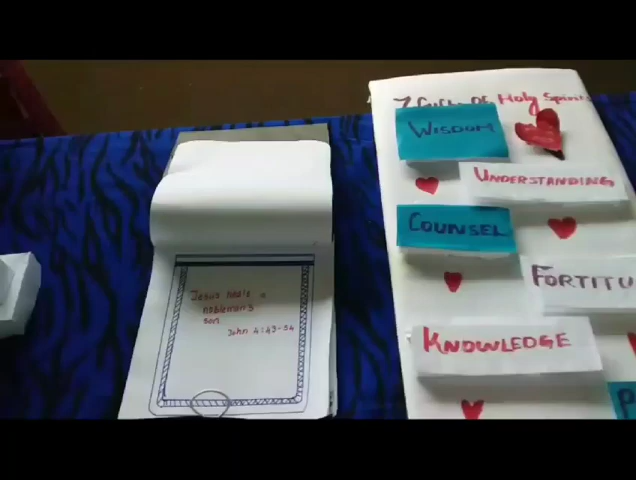 Jesus heals a
nobleman's
son
John 4:43-54
7 Gifts Of Holy Spirit
WISDOM
UNDERSTANDING
COUNSEL
FORTITU
KNOWLEDGE
P